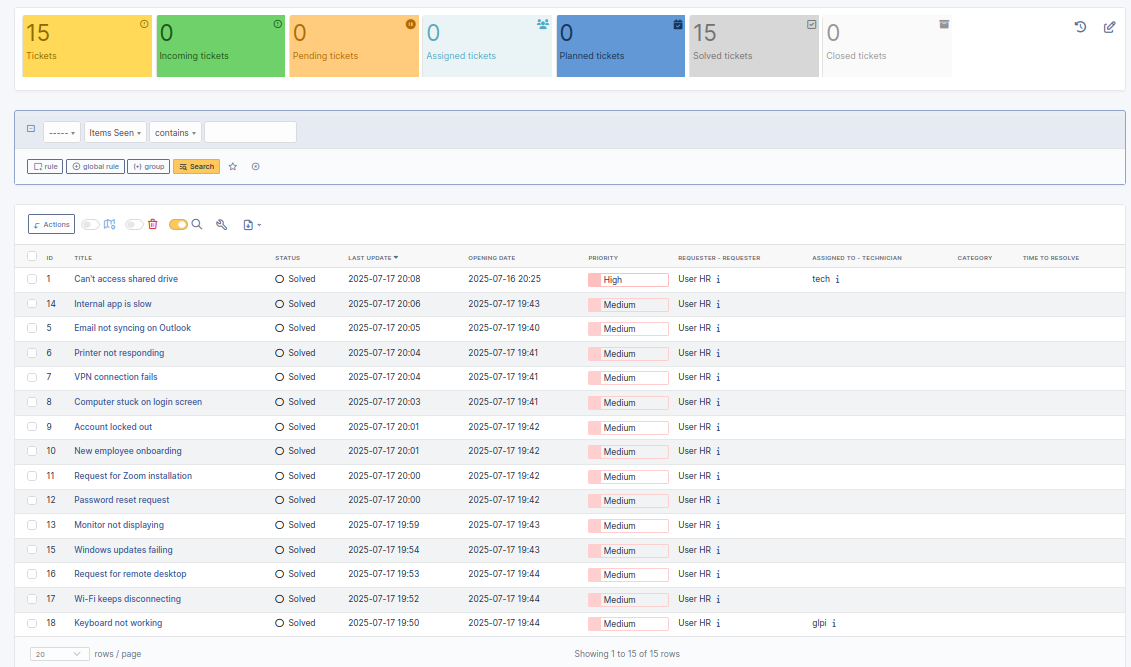 15 0 0 0 0 15 0
Tickets Incoming tickets Pending tickets Assigned tickets Planned tickets Solved tickets Closed tickets
----- Items Seen contains
rule global rule group Search
Actions
ID TITLE STATUS LAST UPDATE OPENING DATE PRIORITY REQUESTER - REQUESTER ASSIGNED TO - TECHNICIAN CATEGORY TIME TO RESOLVE
1 Can't access shared drive Solved 2025-07-17 20:08 2025-07-16 20:25 High User HR i tech i
14 Internal app is slow Solved 2025-07-17 20:06 2025-07-17 19:43 Medium User HR i
5 Email not syncing on Outlook Solved 2025-07-17 20:05 2025-07-17 19:40 Medium User HR i
6 Printer not responding Solved 2025-07-17 20:04 2025-07-17 19:41 Medium User HR i
7 VPN connection fails Solved 2025-07-17 20:04 2025-07-17 19:41 Medium User HR i
8 Computer stuck on login screen Solved 2025-07-17 20:03 2025-07-17 19:41 Medium User HR i
9 Account locked out Solved 2025-07-17 20:01 2025-07-17 19:42 Medium User HR i
10 New employee onboarding Solved 2025-07-17 20:01 2025-07-17 19:42 Medium User HR i
11 Request for Zoom installation Solved 2025-07-17 20:00 2025-07-17 19:42 Medium User HR i
12 Password reset request Solved 2025-07-17 20:00 2025-07-17 19:42 Medium User HR i
13 Monitor not displaying Solved 2025-07-17 19:59 2025-07-17 19:43 Medium User HR i
15 Windows updates failing Solved 2025-07-17 19:54 2025-07-17 19:43 Medium User HR i
16 Request for remote desktop Solved 2025-07-17 19:53 2025-07-17 19:44 Medium User HR i
17 Wi-Fi keeps disconnecting Solved 2025-07-17 19:52 2025-07-17 19:44 Medium User HR i
18 Keyboard not working Solved 2025-07-17 19:50 2025-07-17 19:44 Medium User HR i glpi i
20 rows / page Showing 1 to 15 of 15 rows